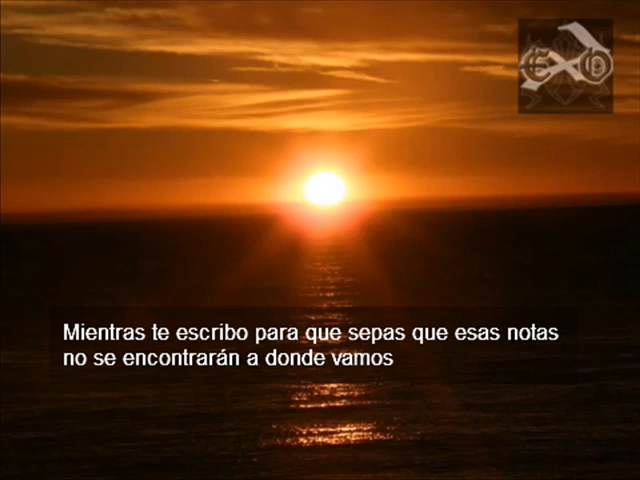 Mientras te escribo para que sepas que esas notas
no se encontrarán a donde vamos